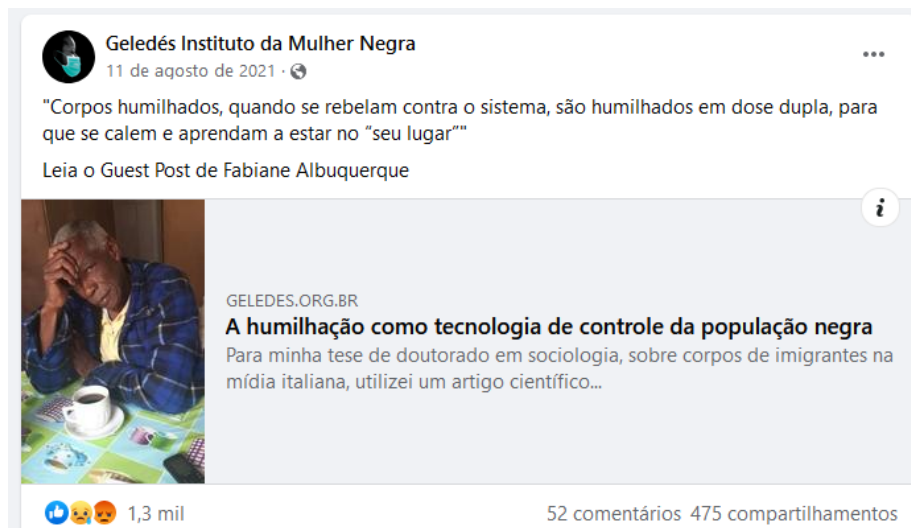 Geledés Instituto da Mulher Negra
11 de agosto de 2021 ·
"Corpos humilhados, quando se rebelam contra o sistema, são humilhados em dose dupla, para
que se calem e aprendam a estar no “seu lugar”"
Leia o Guest Post de Fabiane Albuquerque
GELEDES.ORG.BR
A humilhação como tecnologia de controle da população negra
Para minha tese de doutorado em sociologia, sobre corpos de imigrantes na
mídia italiana, utilizei um artigo científico...
1,3 mil
52 comentários 475 compartilhamentos